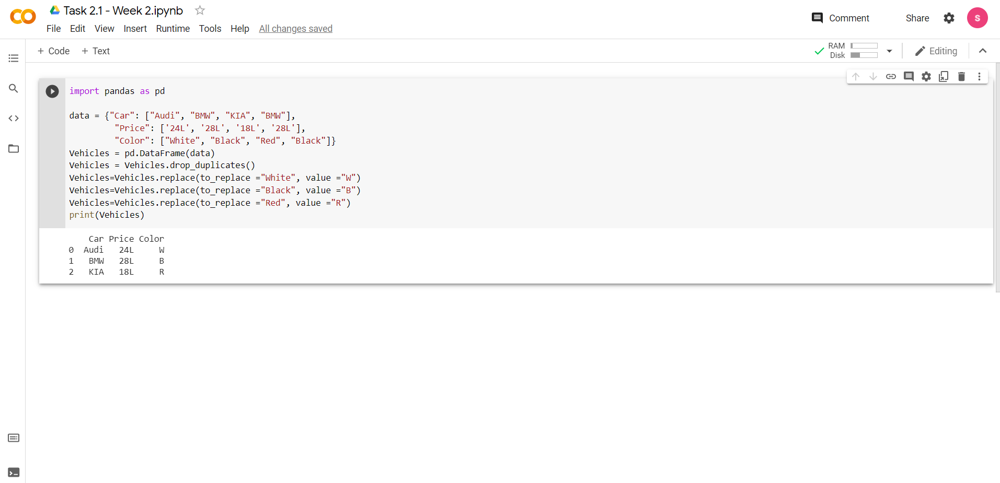 Task 2.1 - Week 2.ipynb
File Edit View Insert Runtime Tools Help All changes saved
Comment Share S
+ Code + Text
RAM
Disk
Editing
import pandas as pd
data = {"Car": ["Audi", "BMW", "KIA", "BMW"],
"Price": ['24L', '28L', '18L', '28L'],
"Color": ["White", "Black", "Red", "Black"]}
Vehicles = pd.DataFrame(data)
Vehicles = Vehicles.drop_duplicates()
Vehicles=Vehicles.replace(to_replace ="White", value ="W")
Vehicles=Vehicles.replace(to_replace ="Black", value ="B")
Vehicles=Vehicles.replace(to_replace ="Red", value ="R")
print(Vehicles)
Car Price Color
0 Audi 24L W
1 BMW 28L B
2 KIA 18L R